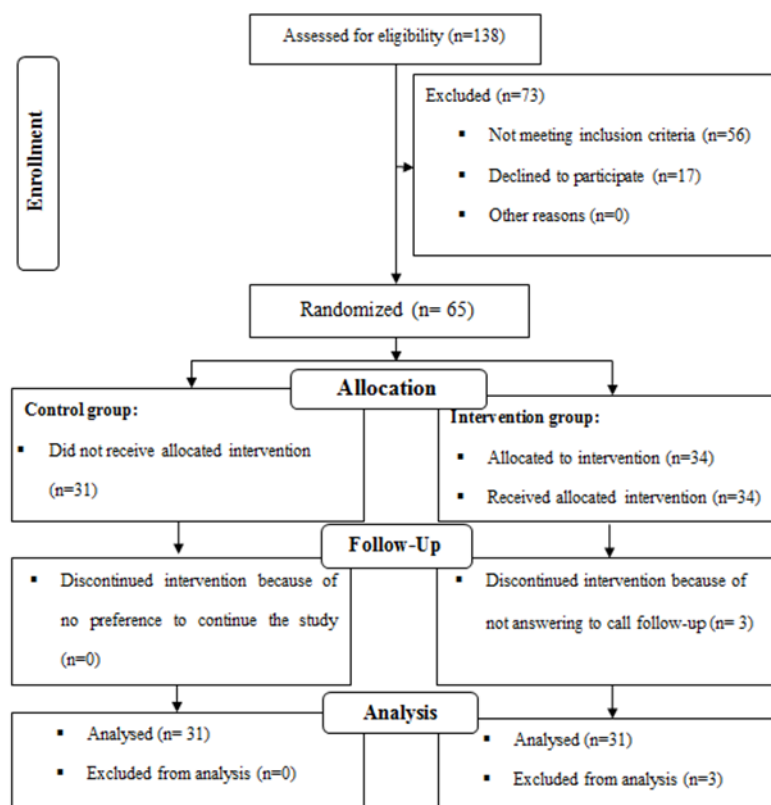 Assessed for eligibility (n=138)
Enrollment
Excluded (n=73)
▪ Not meeting inclusion criteria (n=56)
▪ Declined to participate (n=17)
▪ Other reasons (n=0)
Randomized (n= 65)
Allocation
Control group:
▪ Did not receive allocated intervention
(n=31)
Intervention group:
▪ Allocated to intervention (n=34)
▪ Received allocated intervention (n=34)
Follow-Up
▪ Discontinued intervention because of
no preference to continue the study
(n=0)
▪ Discontinued intervention because of
not answering to call follow-up (n= 3)
Analysis
▪ Analysed (n= 31)
▪ Excluded from analysis (n=0)
▪ Analysed (n=31)
▪ Excluded from analysis (n=3)